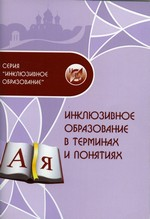 СЕРИЯ
"ИНКЛЮЗИВНОЕ
ОБРАЗОВАНИЕ"
ИНКЛЮЗИВНОЕ
ОБРАЗОВАНИЕ
В ТЕРМИНАХ
И ПОНЯТИЯХ
А Я